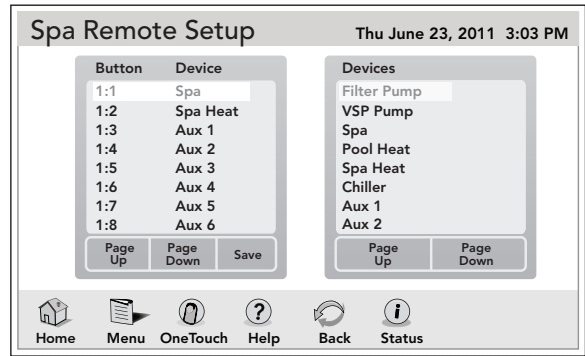 Spa Remote Setup Thu June 23, 2011 3:03 PM
Button Device
1:1 Spa
1:2 Spa Heat
1:3 Aux 1
1:4 Aux 2
1:5 Aux 3
1:6 Aux 4
1:7 Aux 5
1:8 Aux 6
Page Up Page Down Save
Devices
Filter Pump
VSP Pump
Spa
Pool Heat
Spa Heat
Chiller
Aux 1
Aux 2
Page Up Page Down
Home Menu OneTouch Help Back Status